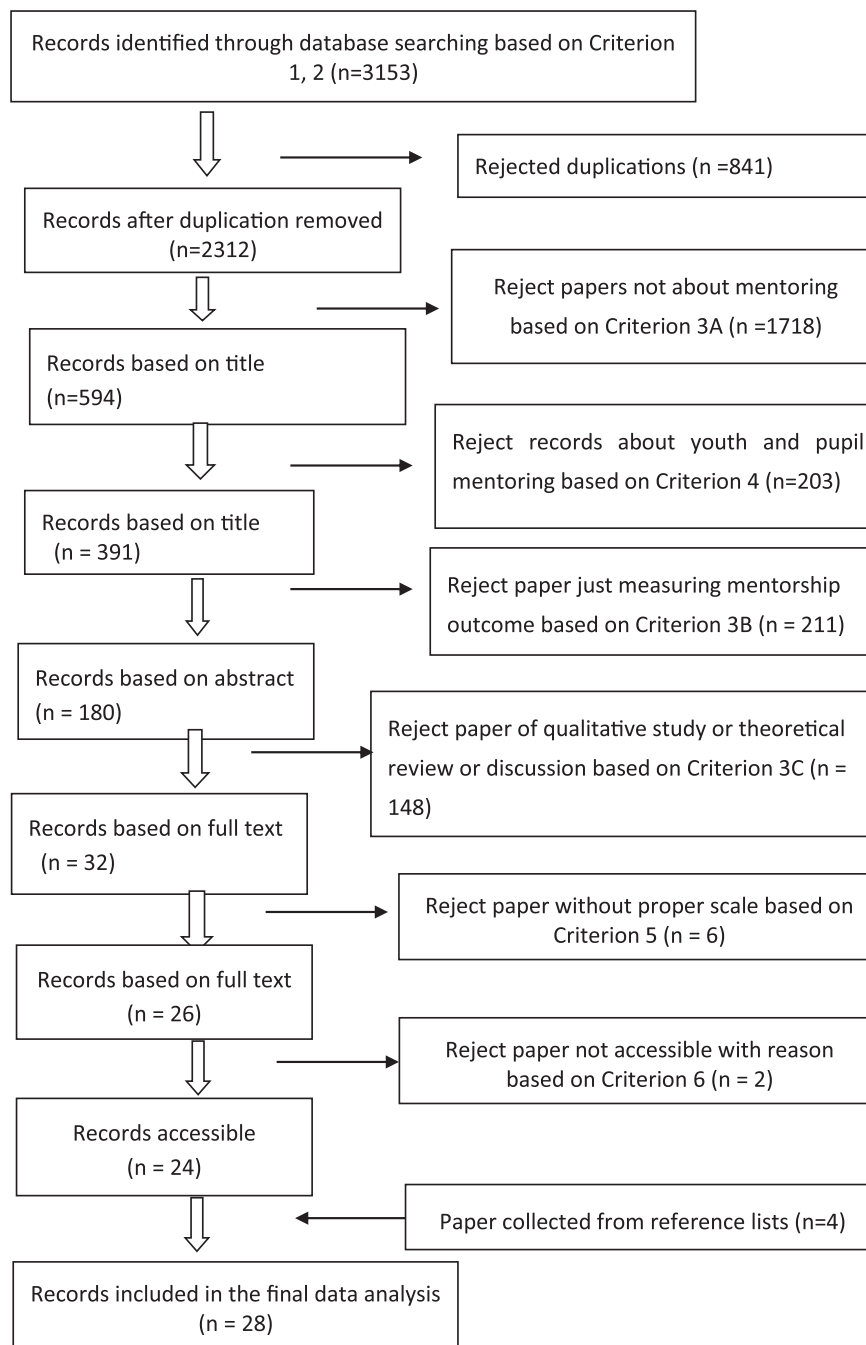 Records identified through database searching based on Criterion
1, 2 (n=3153)
Rejected duplications (n =841)
Records after duplication removed
(n=2312)
Reject papers not about mentoring
based on Criterion 3A (n =1718)
Records based on title
(n=594)
Reject records about youth and pupil
mentoring based on Criterion 4 (n=203)
Records based on title
(n = 391)
Reject paper just measuring mentorship
outcome based on Criterion 3B (n = 211)
Records based on abstract
(n = 180)
Reject paper of qualitative study or theoretical
review or discussion based on Criterion 3C (n =
148)
Records based on full text
(n = 32)
Reject paper without proper scale based on
Criterion 5 (n = 6)
Records based on full text
(n = 26)
Reject paper not accessible with reason
based on Criterion 6 (n = 2)
Records accessible
(n = 24)
Paper collected from reference lists (n=4)
Records included in the final data analysis
(n = 28)